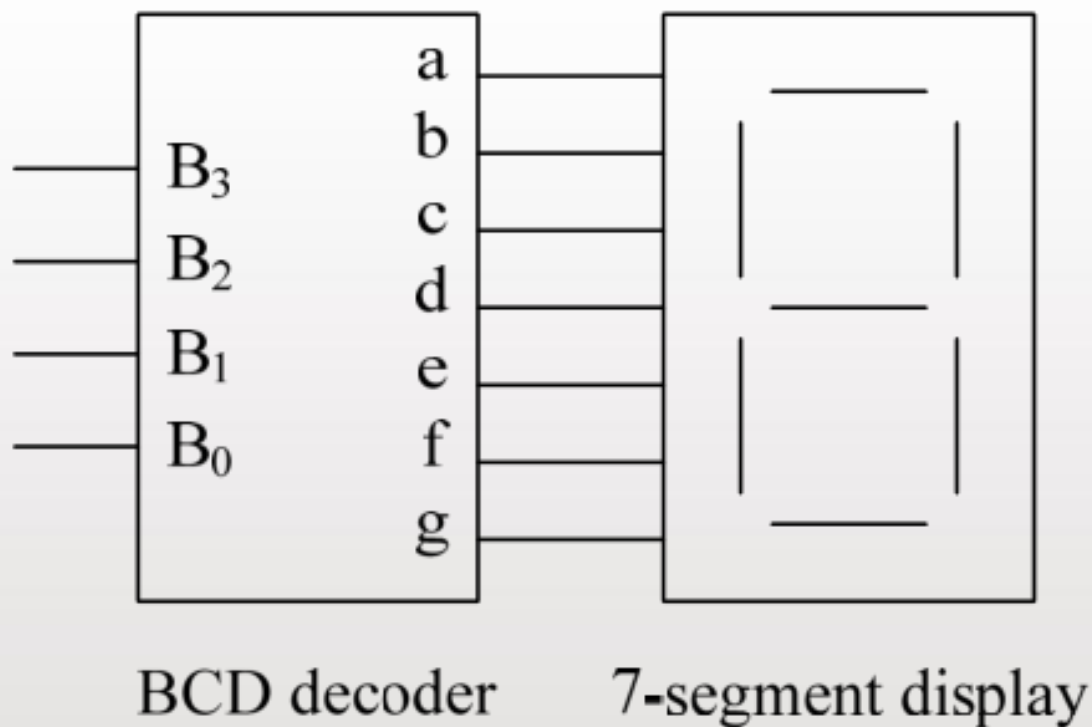 a
b
B₃
c
B₂
d
B₁
e
B₀
f
g
BCD decoder
7-segment display